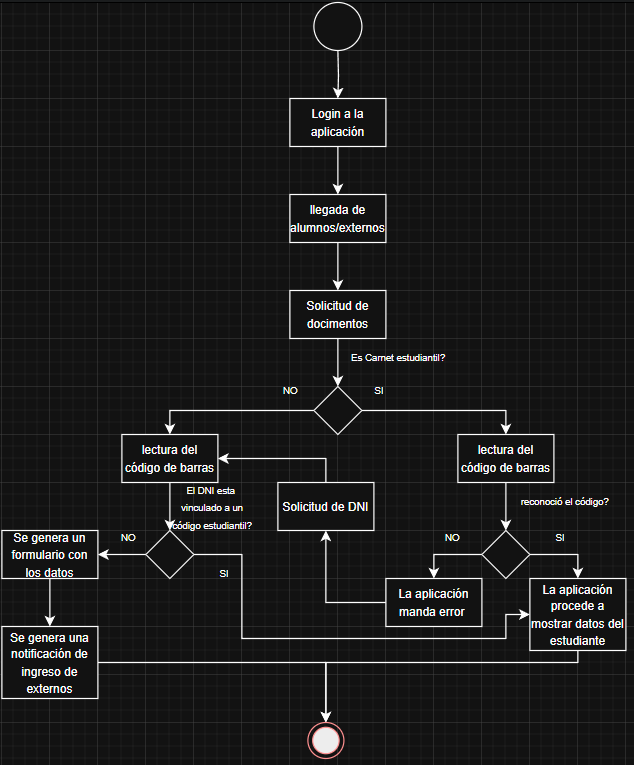 Login a la
aplicación
llegada de
alumnos/externos
Solicitud de
docimentos
Es Carnet estudiantil?
NO
SI
lectura del
código de barras
lectura del
código de barras
El DNI esta
vinculado a un
código estudiantil?
Solicitud de DNI
reconoció el código?
Se genera un
formulario con
los datos
NO
SI
NO
SI
La aplicación
manda error
La aplicación
procede a
mostrar datos del
estudiante
Se genera una
notificación de
ingreso de
externos